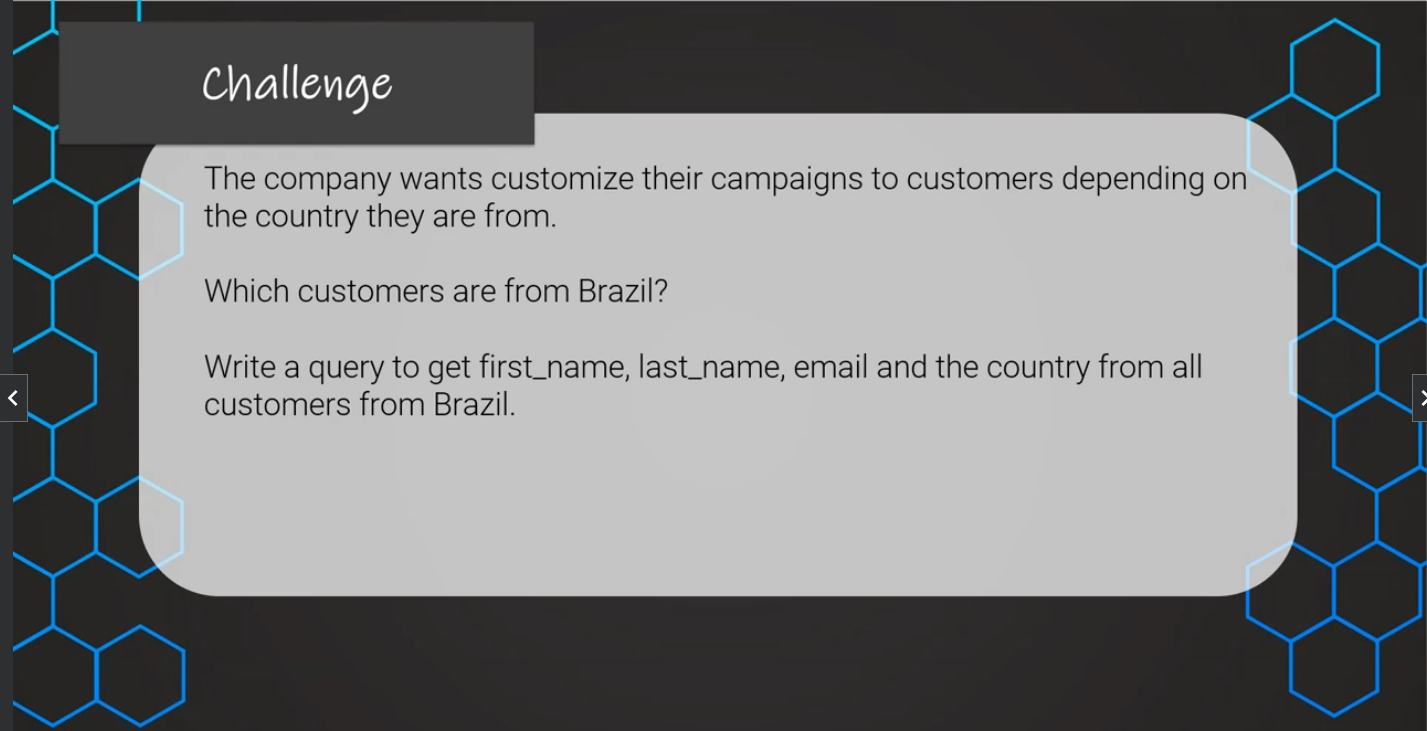 Challenge
The company wants customize their campaigns to customers depending on
the country they are from.
Which customers are from Brazil?
Write a query to get first_name, last_name, email and the country from all
customers from Brazil.